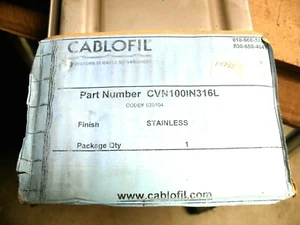 CABLOFIL®
Part Number CVN100IN316L
Finish STAINLESS
Package Qty 1
www.cablofil.com